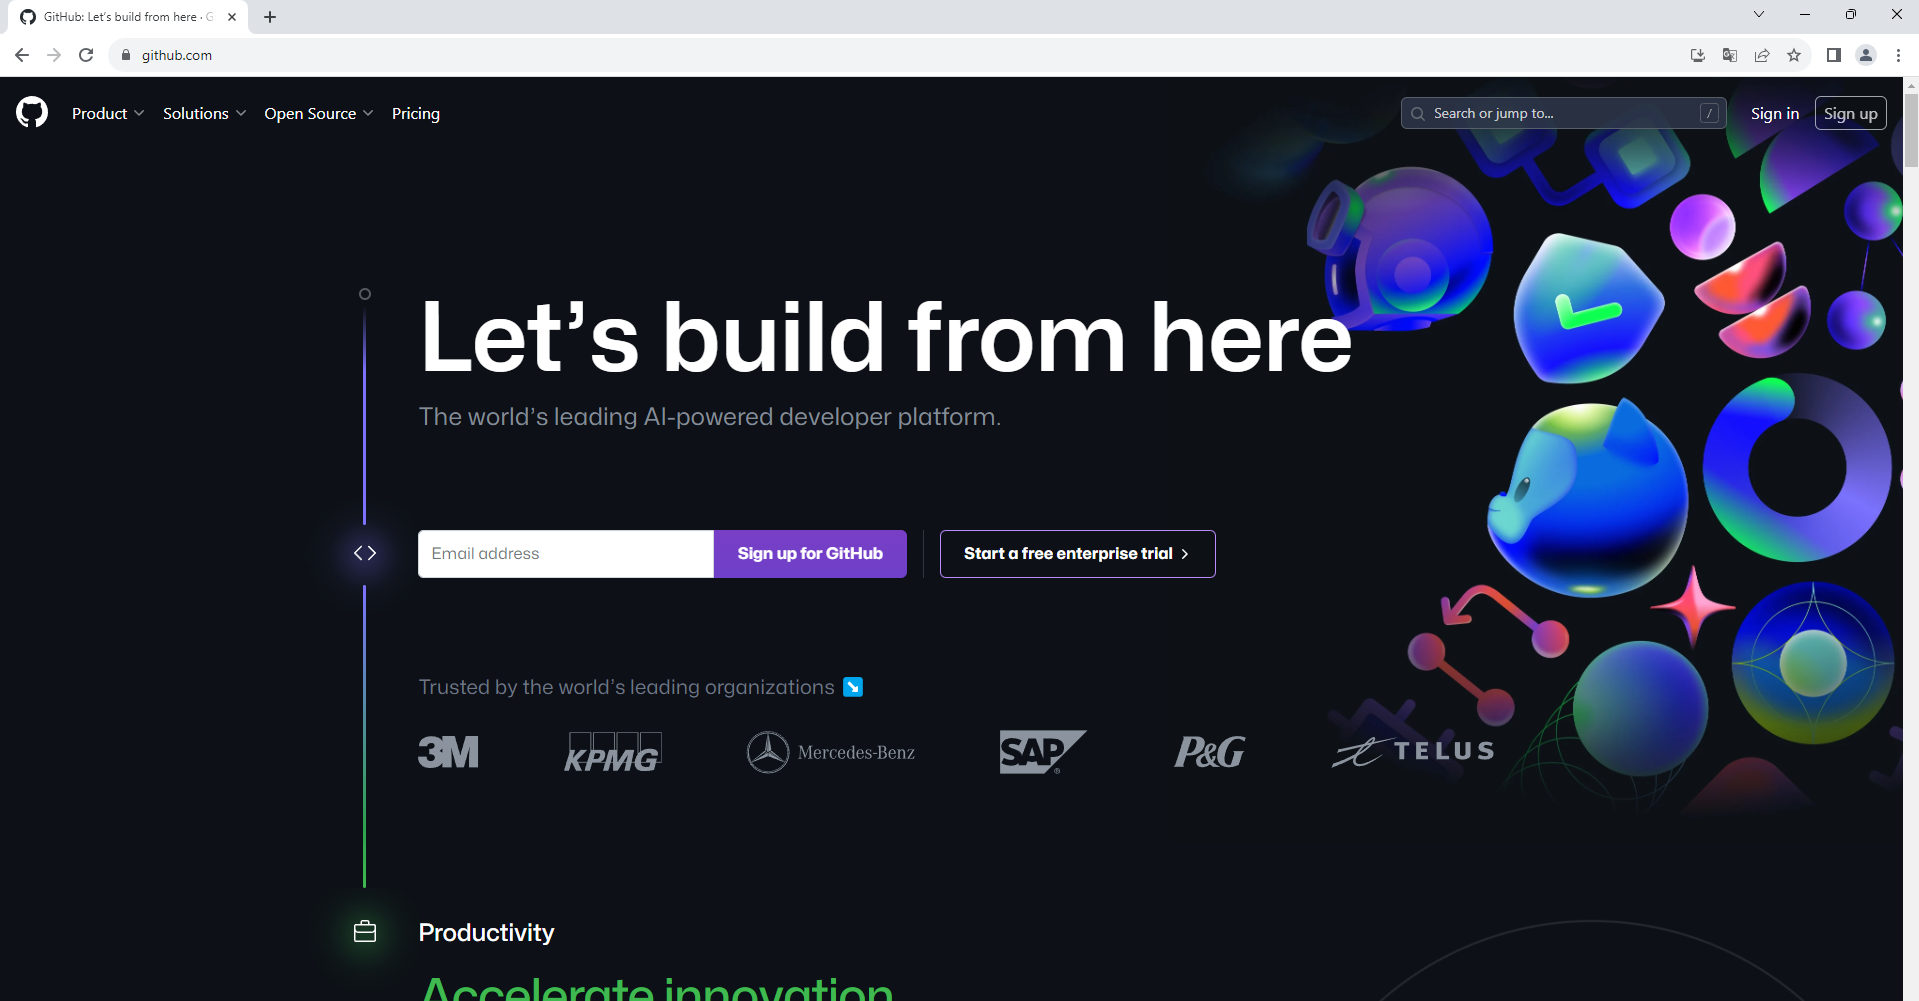 GitHub: Let's build from here · G
github.com
Product
Solutions
Open Source
Pricing
Search or jump to...
/
Sign in
Sign up
Let’s build from here
The world’s leading AI-powered developer platform.
Email address
Sign up for GitHub
Start a free enterprise trial
Trusted by the world’s leading organizations
3M
KPMG
Mercedes-Benz
SAP
P&G
TELUS
Productivity
Accelerate innovation